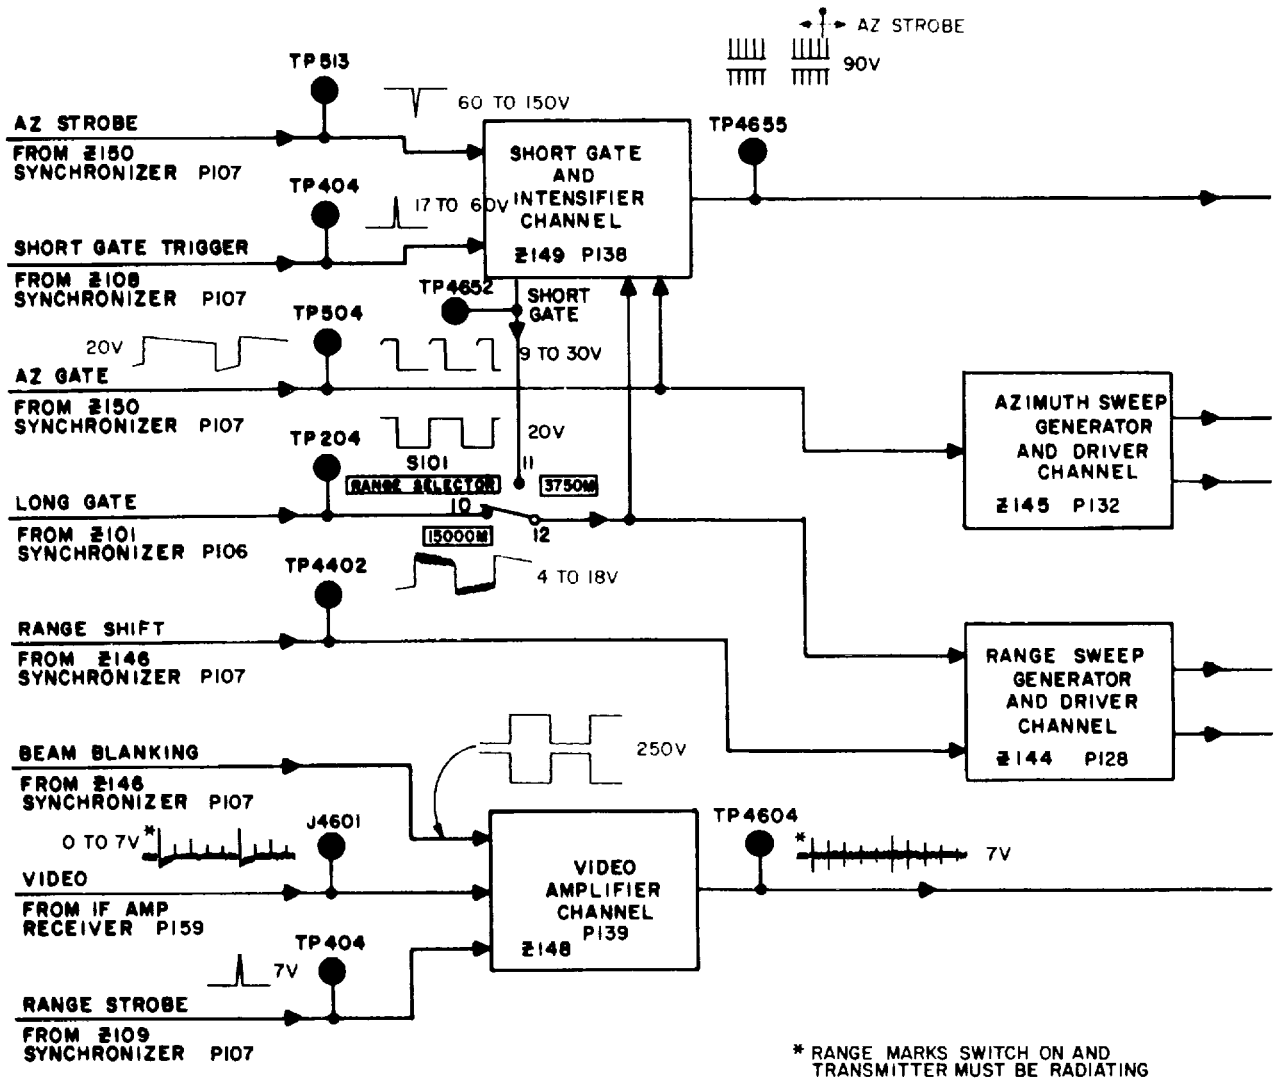 AZ STROBE
90V
TP513
60 TO 150V
AZ STROBE
FROM Z150
SYNCHRONIZER P107
TP404
17 TO 60V
SHORT GATE TRIGGER
FROM Z108
SYNCHRONIZER P107
SHORT GATE
AND
INTENSIFIER
CHANNEL
Z149 P138
TP4655
TP4652
SHORT
GATE
TP504
20V
9 TO 30V
AZ GATE
FROM Z150
SYNCHRONIZER P107
TP204
20V
S101
RANGE SELECTOR
11
3750M
10
15000M
12
LONG GATE
FROM Z101
SYNCHRONIZER P106
AZIMUTH SWEEP
GENERATOR
AND DRIVER
CHANNEL
Z145 P132
TP4402
4 TO 18V
RANGE SHIFT
FROM Z146
SYNCHRONIZER P107
RANGE SWEEP
GENERATOR
AND DRIVER
CHANNEL
Z144 P128
BEAM BLANKING
FROM Z146
SYNCHRONIZER P107
250V
0 TO 7V *
J4601
VIDEO
FROM IF AMP
RECEIVER P159
VIDEO
AMPLIFIER
CHANNEL
P139
Z148
TP4604
*
7V
TP404
7V
RANGE STROBE
FROM Z109
SYNCHRONIZER P107
* RANGE MARKS SWITCH ON AND
TRANSMITTER MUST BE RADIATING